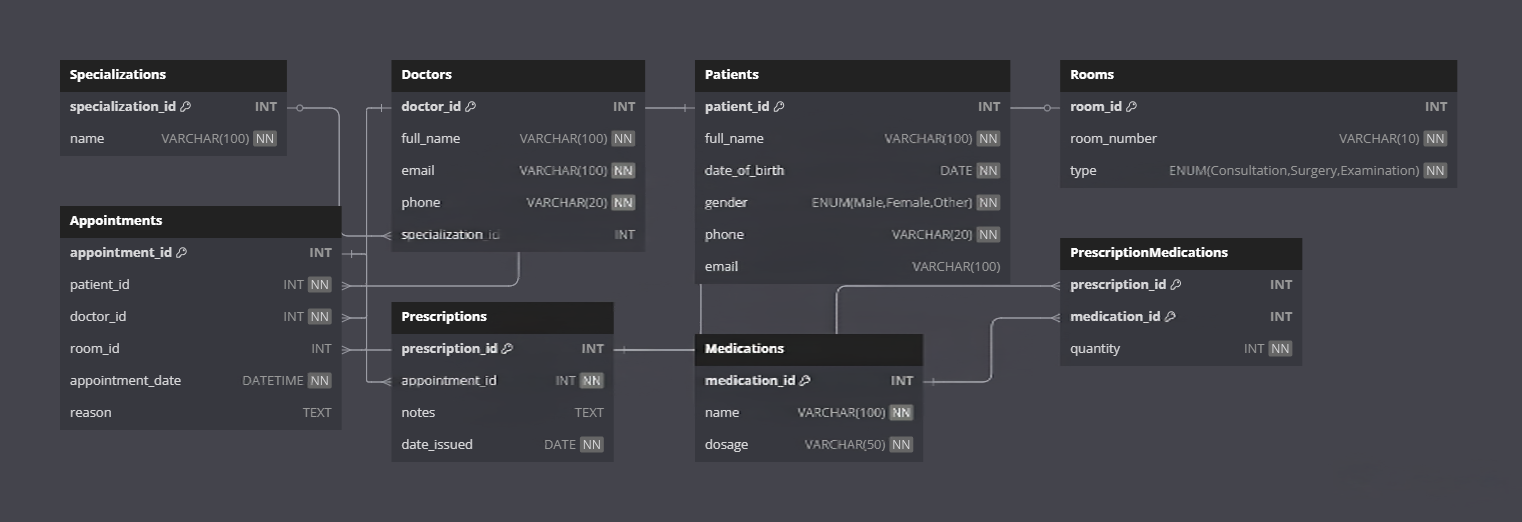 Specializations
specialization_id INT
name VARCHAR(100) NN
Appointments
appointment_id INT
patient_id INT NN
doctor_id INT NN
room_id INT
appointment_date DATETIME NN
reason TEXT
Doctors
doctor_id INT
full_name VARCHAR(100) NN
email VARCHAR(100) NN
phone VARCHAR(20) NN
specialization_id INT
Prescriptions
prescription_id INT
appointment_id INT NN
notes TEXT
date_issued DATE NN
Patients
patient_id INT
full_name VARCHAR(100) NN
date_of_birth DATE NN
gender ENUM(Male,Female,Other) NN
phone VARCHAR(20) NN
email VARCHAR(100)
Medications
medication_id INT
name VARCHAR(100) NN
dosage VARCHAR(50) NN
Rooms
room_id INT
room_number VARCHAR(10) NN
type ENUM(Consultation,Surgery,Examination) NN
PrescriptionMedications
prescription_id INT
medication_id INT
quantity INT NN